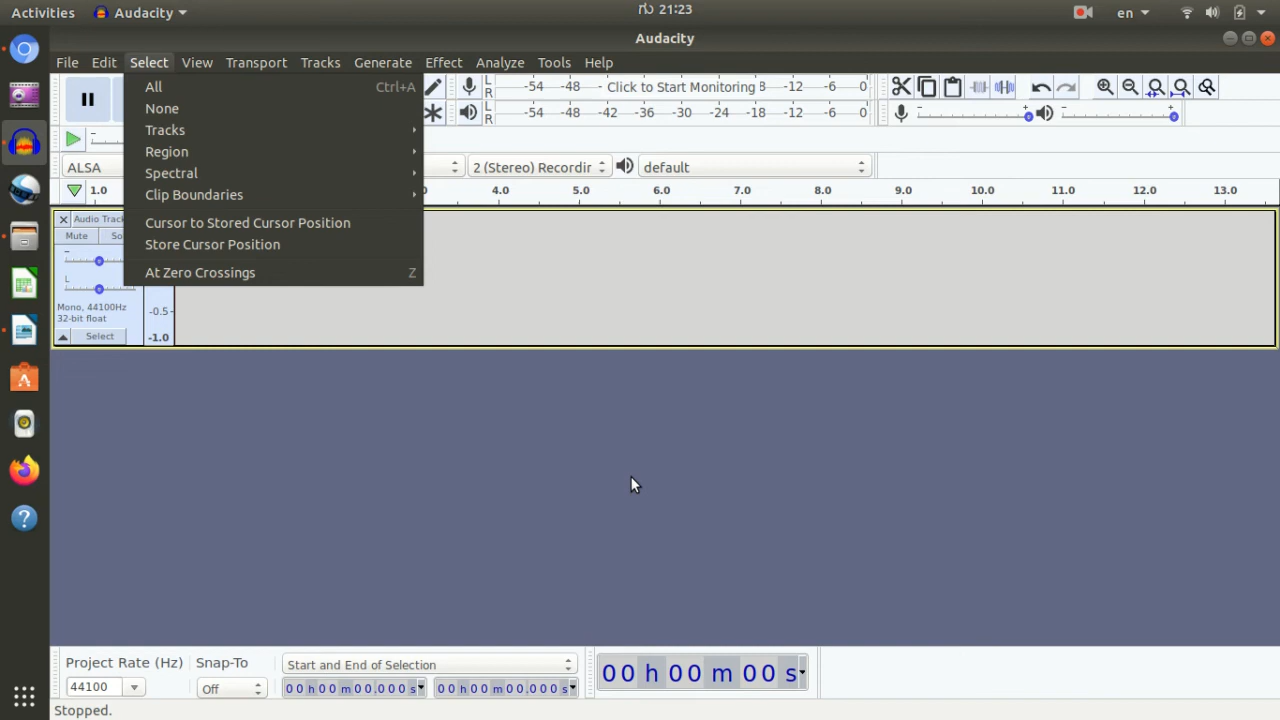 Activities Audacity รุ่ง 21:23 en
Audacity
File Edit Select View Transport Tracks Generate Effect Analyze Tools Help
All Ctrl+A
None
Tracks
Region
Spectral
Clip Boundaries
Cursor to Stored Cursor Position
Store Cursor Position
At Zero Crossings Z
L R -54 -48 - Click to Start Monitoring 8 -12 -6 0
L R -54 -48 -42 -36 -30 -24 -18 -12 -6 0
ALSA 2 (Stereo) Recordir default
1.0 4.0 5.0 6.0 7.0 8.0 9.0 10.0 11.0 12.0 13.0
Audio Track
Mute So
L
Mono, 44100Hz
32-bit float
Select
-0.5
-1.0
Project Rate (Hz) Snap-To Start and End of Selection
44100 Off 00 h 00 m 00.000 s 00 h 00 m 00.000 s
00 h 00 m 00 s
Stopped.